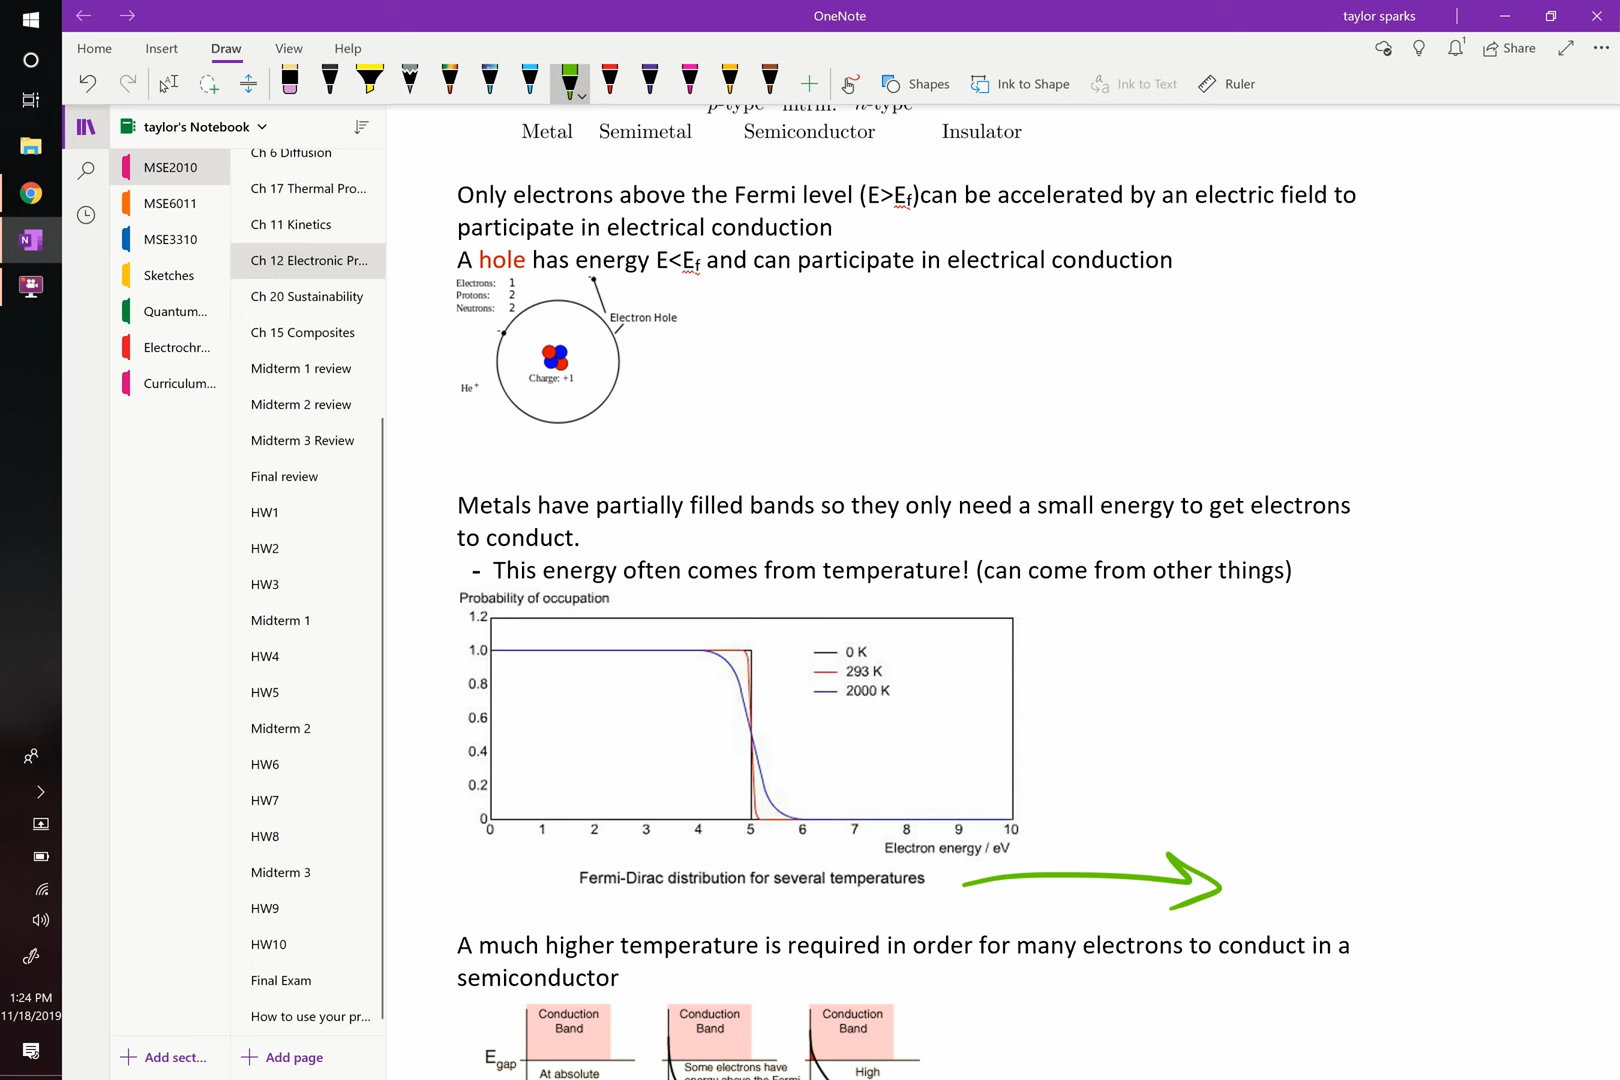 OneNote
taylor sparks
Home Insert Draw View Help
1
Share
Shapes
Ink to Shape
Ink to Text
Ruler
taylor's Notebook
MSE2010
MSE6011
MSE3310
Sketches
Quantum...
Electrochr...
Curriculum...
Ch 6 Diffusion
Ch 17 Thermal Pro...
Ch 11 Kinetics
Ch 12 Electronic Pr...
Ch 20 Sustainability
Ch 15 Composites
Midterm 1 review
Midterm 2 review
Midterm 3 Review
Final review
HW1
HW2
HW3
Midterm 1
HW4
HW5
Midterm 2
HW6
HW7
HW8
Midterm 3
HW9
HW10
Final Exam
How to use your pr...
Add sect...
Add page
1:24 PM
11/18/2019
p-type intrin. n-type
Metal Semimetal Semiconductor Insulator
Only electrons above the Fermi level (E>Ef)can be accelerated by an electric field to
participate in electrical conduction
A hole has energy E<Ef and can participate in electrical conduction
Electrons: 1
Protons: 2
Neutrons: 2
-
-
Electron Hole
Charge: +1
He+
Metals have partially filled bands so they only need a small energy to get electrons
to conduct.
- This energy often comes from temperature! (can come from other things)
Probability of occupation
1.2
1.0
0.8
0.6
0.4
0.2
0
0 K
293 K
2000 K
0 1 2 3 4 5 6 7 8 9 10
Electron energy / eV
Fermi-Dirac distribution for several temperatures
A much higher temperature is required in order for many electrons to conduct in a
semiconductor
Conduction
Band
Conduction
Band
Conduction
Band
Egap
At absolute
Some electrons have
energy above the Fermi
High